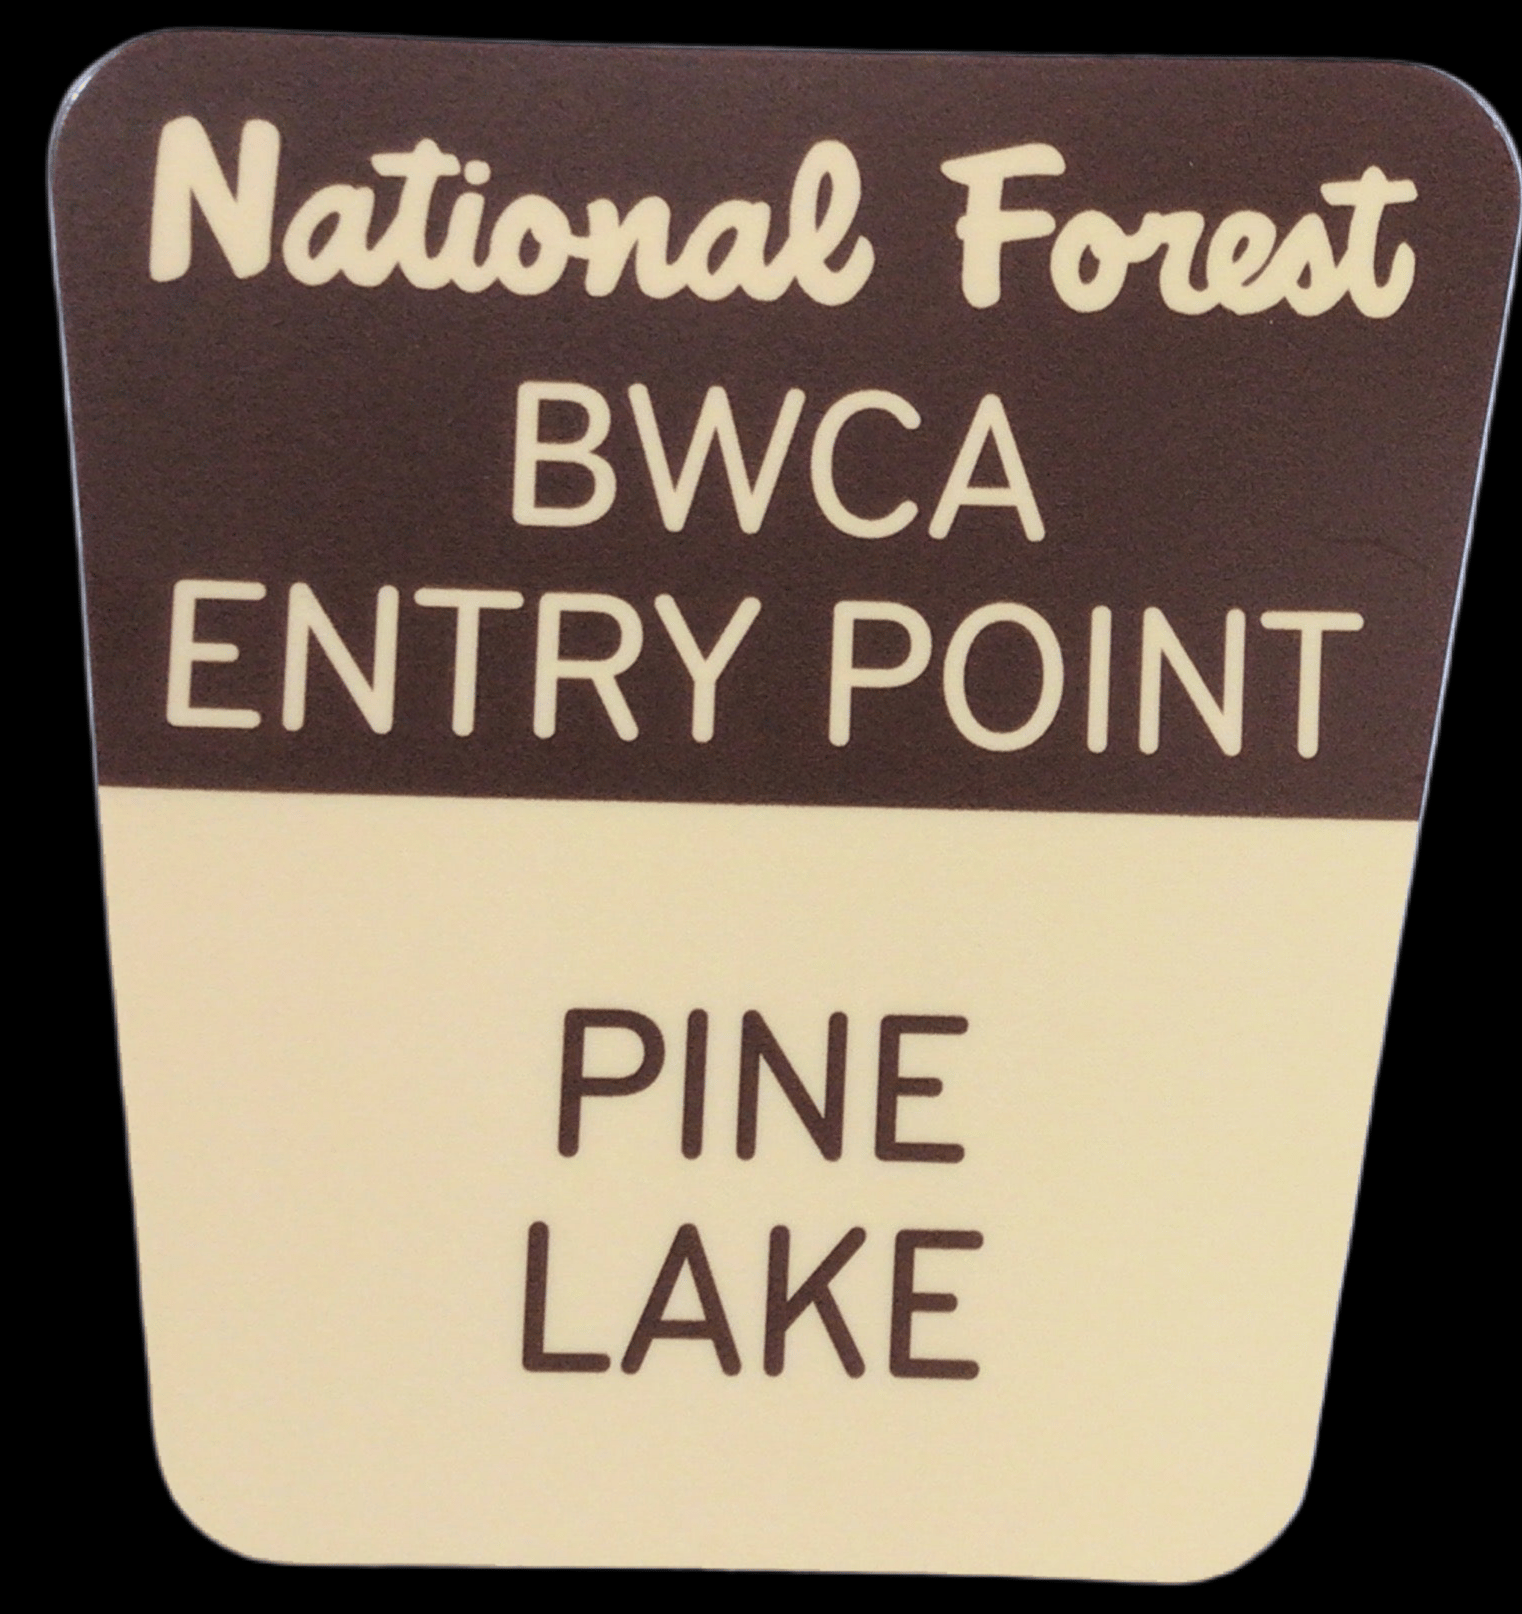 National Forest
BWCA
ENTRY POINT
PINE
LAKE